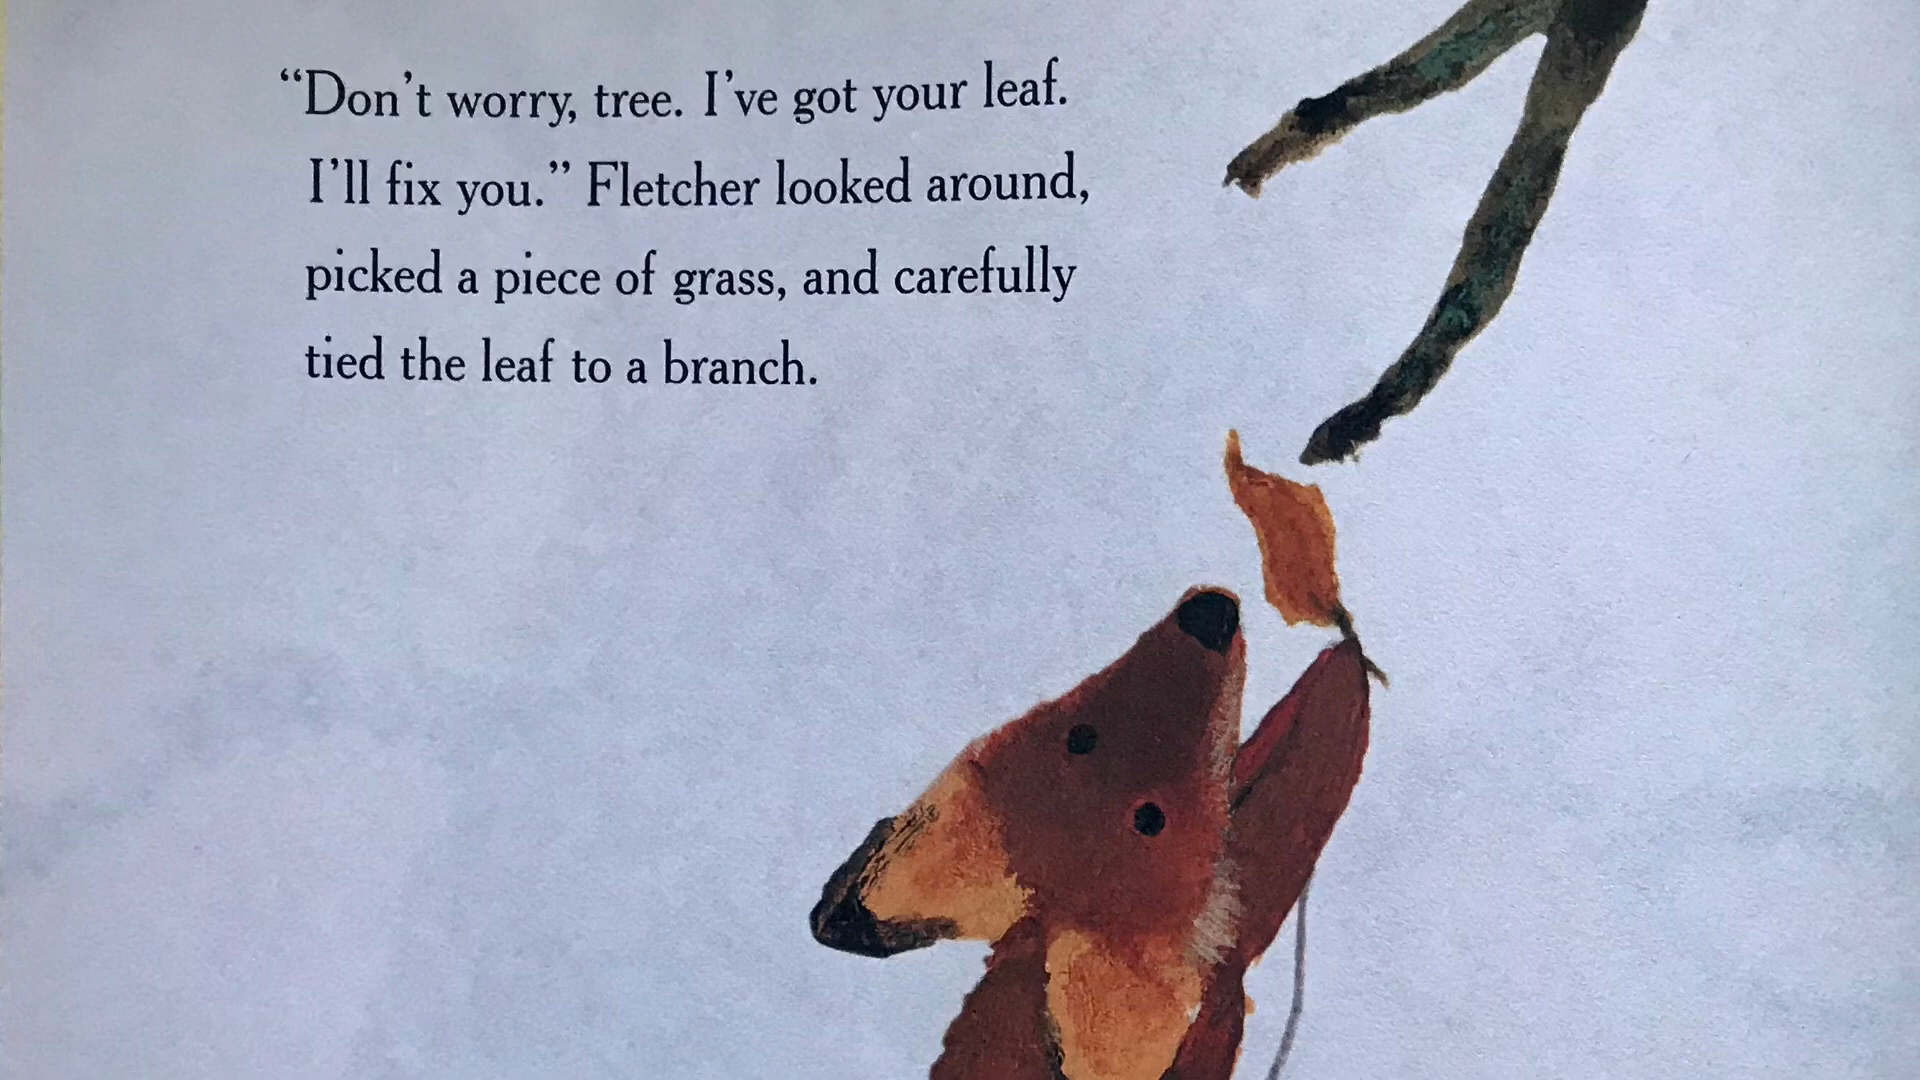 “Don’t worry, tree. I’ve got your leaf.
I’ll fix you.” Fletcher looked around,
picked a piece of grass, and carefully
tied the leaf to a branch.